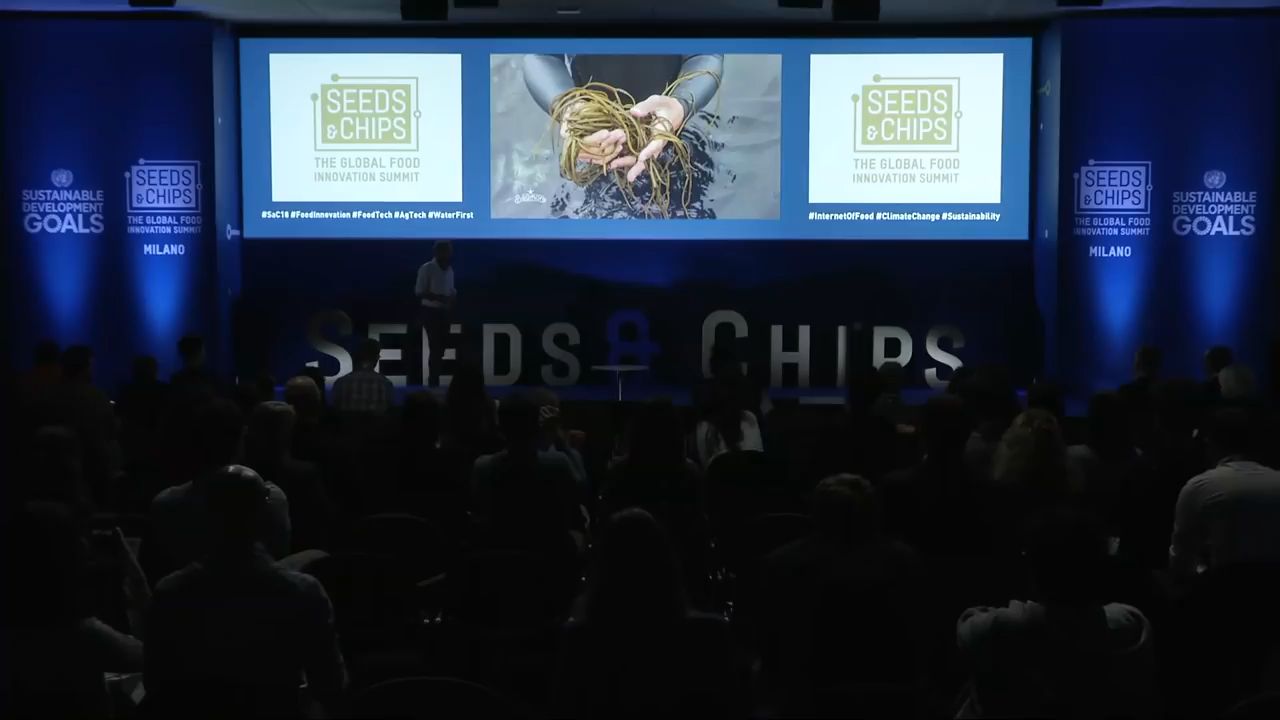 SUSTAINABLE
DEVELOPMENT
GOALS
SEEDS
& CHIPS
THE GLOBAL FOOD
INNOVATION SUMMIT
MILANO
SEEDS
& CHIPS
THE GLOBAL FOOD
INNOVATION SUMMIT
#SaC18 #FoodInnovation #FeedTech #AgTech #WaterFirst
SEEDS
& CHIPS
THE GLOBAL FOOD
INNOVATION SUMMIT
#InternetOfFood #ClimateChange #Sustainability
SEEDS
& CHIPS
THE GLOBAL FOOD
INNOVATION SUMMIT
MILANO
SUSTAINABLE
DEVELOPMENT
GOALS
SEEDS & CHIPS